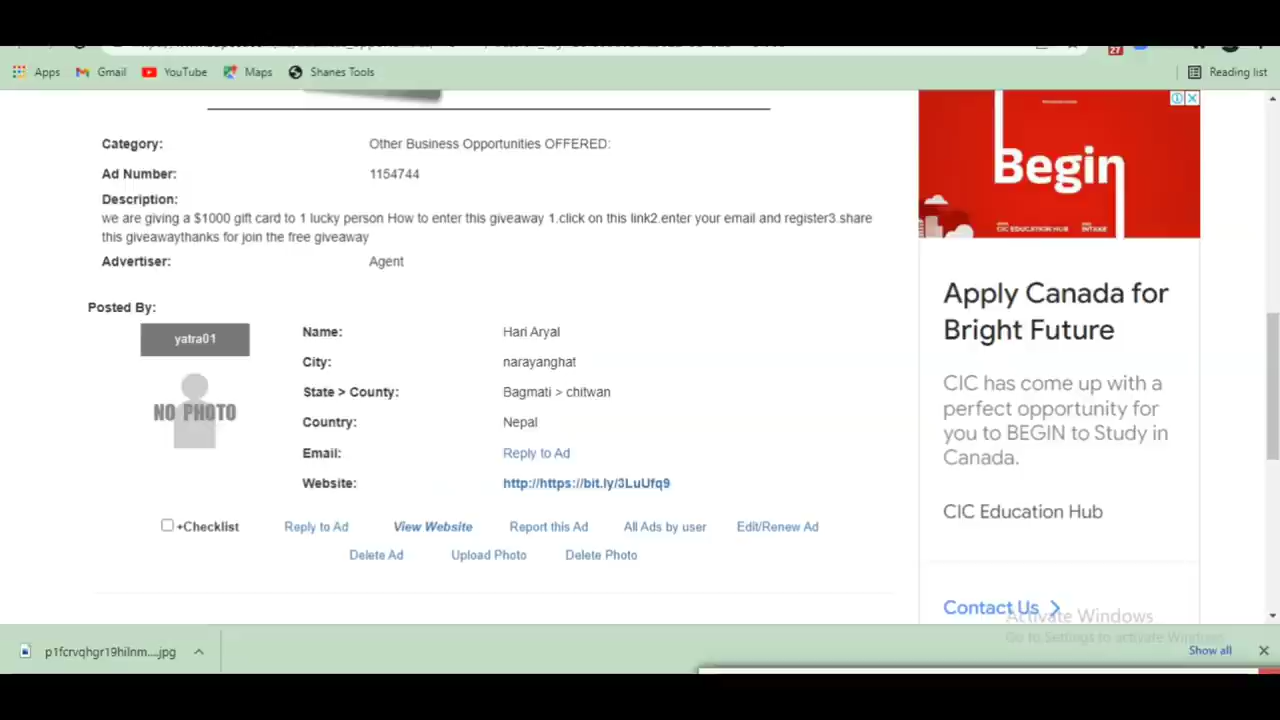 Apps Gmail YouTube Maps Shanes Tools Reading list
27
Category: Other Business Opportunities OFFERED:
Ad Number: 1154744
Description:
we are giving a $1000 gift card to 1 lucky person How to enter this giveaway 1.click on this link2.enter your email and register3.share
this giveawaythanks for join the free giveaway
Advertiser: Agent
Posted By:
yatra01
NO PHOTO
Name: Hari Aryal
City: narayanghat
State > County: Bagmati > chitwan
Country: Nepal
Email: Reply to Ad
Website: http://https://bit.ly/3LuUfq9
+Checklist Reply to Ad View Website Report this Ad All Ads by user Edit/Renew Ad
Delete Ad Upload Photo Delete Photo
Begin
CIC EDUCATION HUB INTAKE
Apply Canada for
Bright Future
CIC has come up with a
perfect opportunity for
you to BEGIN to Study in
Canada.
CIC Education Hub
Contact Us
Activate Windows
Go to Settings to activate Windows.
p1fcrvqhgr19hilnm....jpg Show all